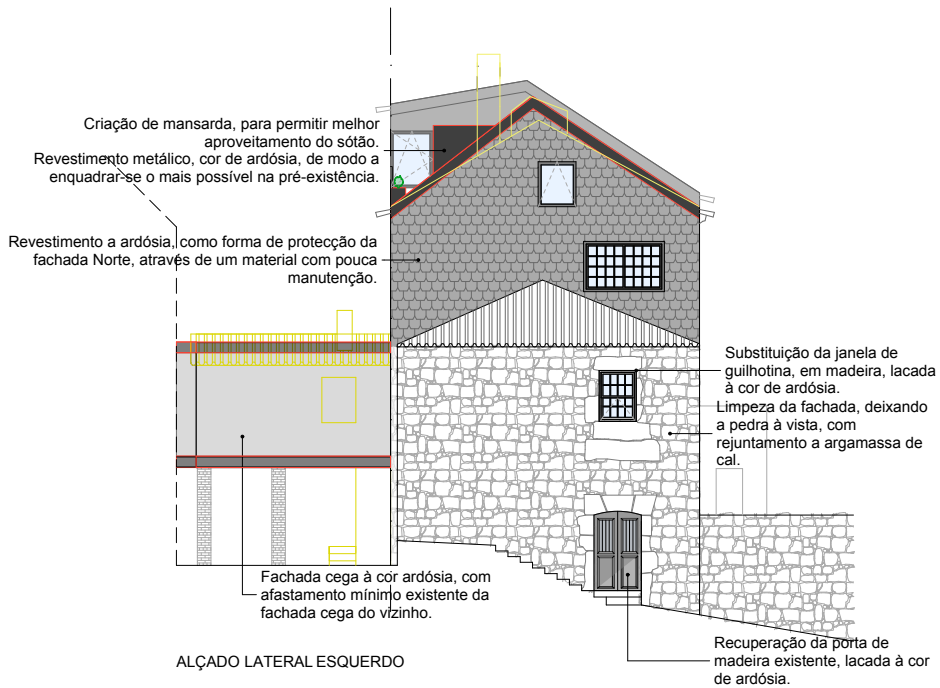 Criação de mansarda, para permitir melhor
aproveitamento do sótão.
Revestimento metálico, cor de ardósia, de modo a
enquadrar-se o mais possível na pré-existência.
Revestimento a ardósia, como forma de protecção da
fachada Norte, através de um material com pouca
manutenção.
Substituição da janela de
guilhotina, em madeira, lacada
à cor de ardósia.
Limpeza da fachada, deixando
a pedra à vista, com
rejuntamento a argamassa de
cal.
Fachada cega à cor ardósia, com
afastamento mínimo existente da
fachada cega do vizinho.
Recuperação da porta de
madeira existente, lacada à cor
de ardósia.
ALÇADO LATERAL ESQUERDO